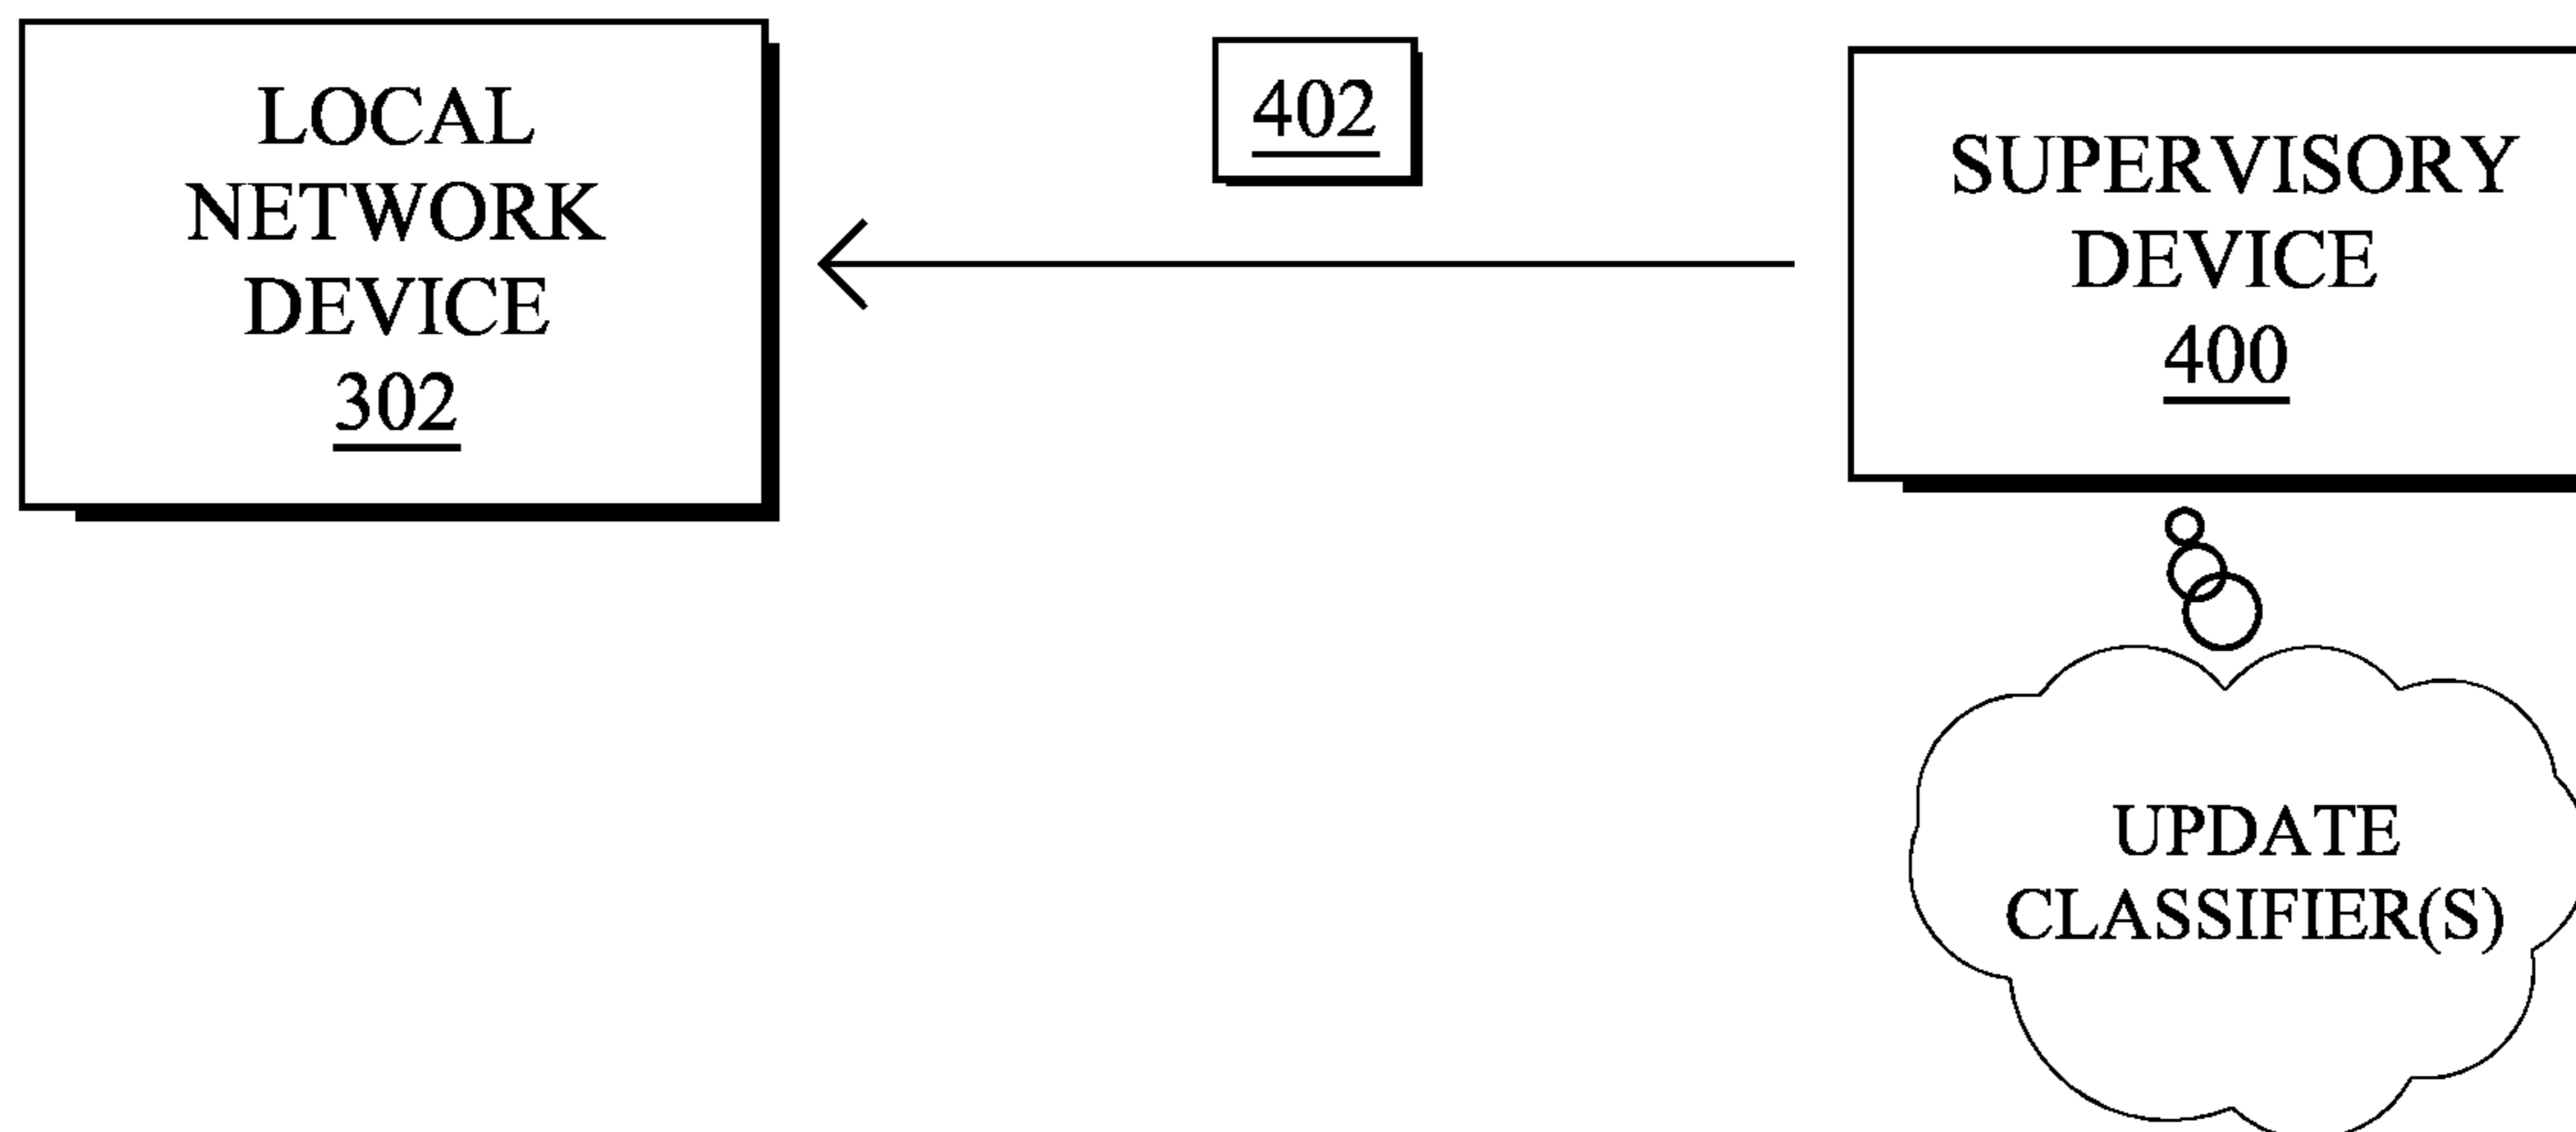 LOCAL
NETWORK
DEVICE
302
402
SUPERVISORY
DEVICE
400
UPDATE
CLASSIFIER(S)